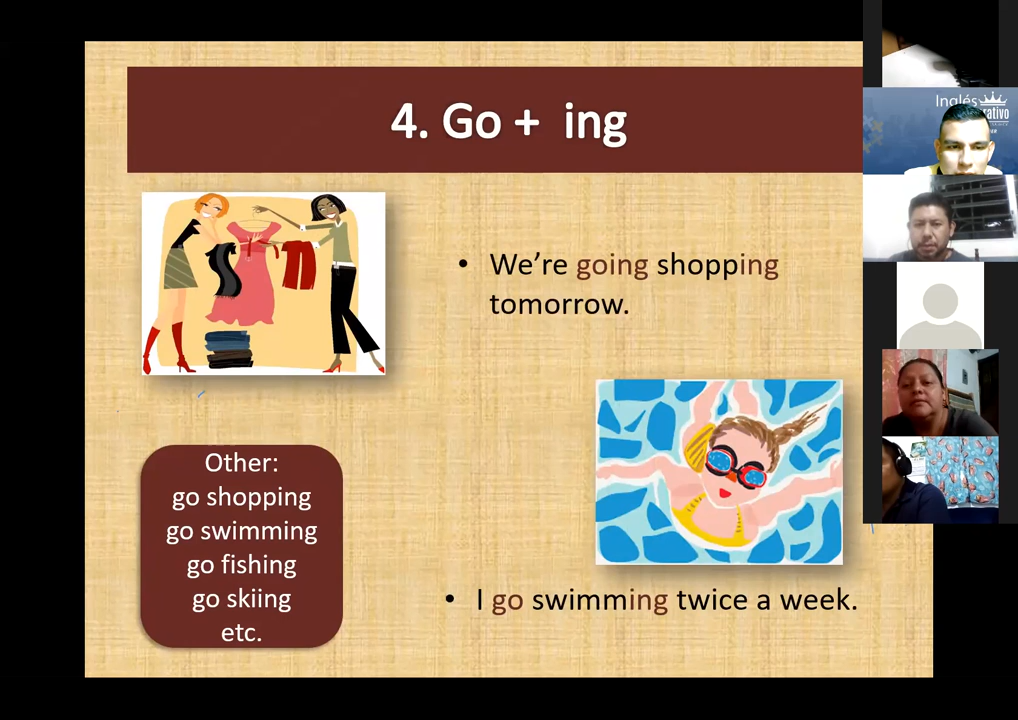 4. Go + ing
• We’re going shopping
tomorrow.
Other:
go shopping
go swimming
go fishing
go skiing
etc.
• I go swimming twice a week.
Inglés